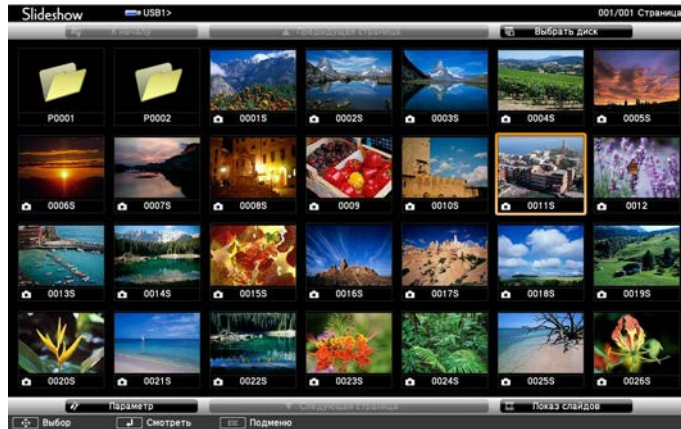 Slideshow USB1> 001/001 Страница
К началу Предыдущая страница Выбрать диск
P0001 P0002 0001S 0002S 0003S 0004S 0005S
0006S 0007S 0008S 0009 0010S 0011S 0012
0013S 0014S 0015S 0016S 0017S 0018S 0019S
0020S 0021S 0022S 0023S 0024S 0025S 0026S
Параметр Следующая страница Показ слайдов
Выбор Смотреть ESC Подменю